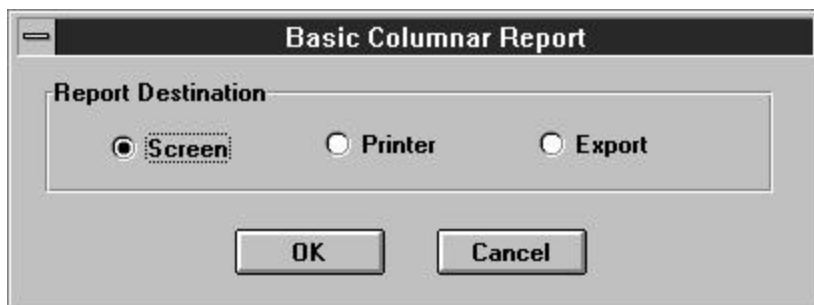 Basic Columnar Report
Report Destination
Screen Printer Export
OK Cancel